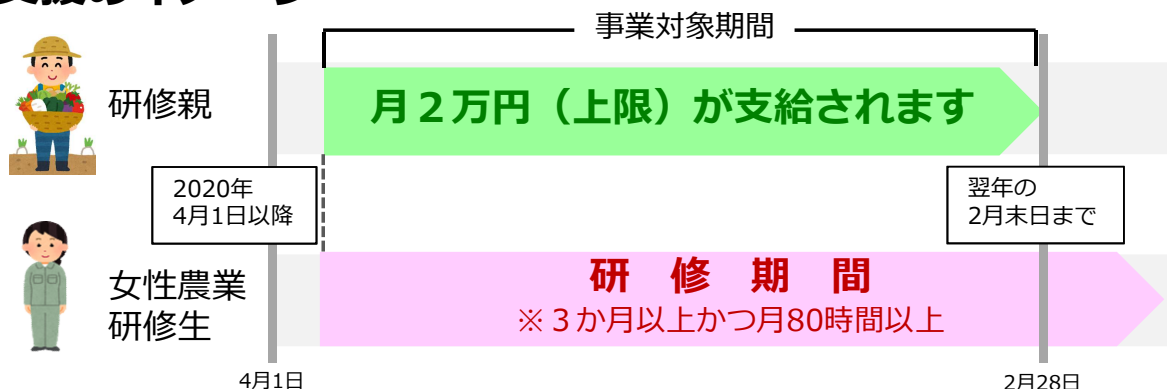 事業対象期間
研修親
月２万円（上限）が支給されます
2020年
4月1日以降
翌年の
2月末日まで
女性農業
研修生
研　修　期　間
※３か月以上かつ月80時間以上
4月1日
2月28日